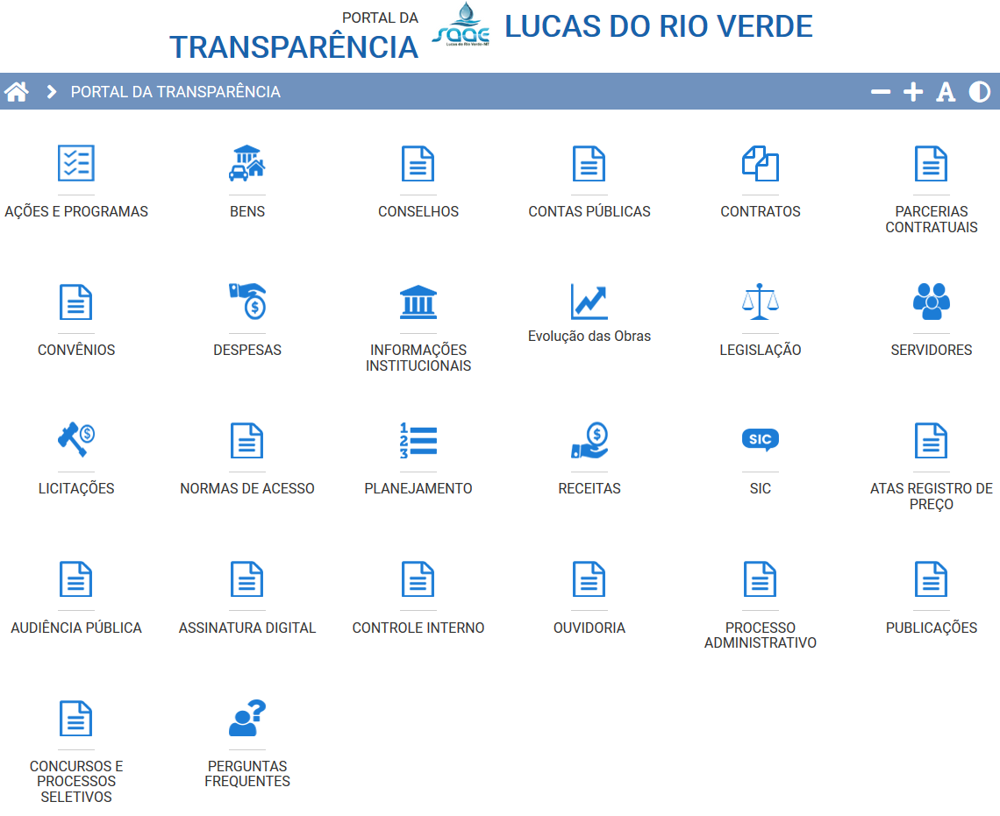 PORTAL DA
TRANSPARÊNCIA
saae
Lucas do Rio Verde-MT
LUCAS DO RIO VERDE
PORTAL DA TRANSPARÊNCIA
A
AÇÕES E PROGRAMAS
BENS
CONSELHOS
CONTAS PÚBLICAS
CONTRATOS
PARCERIAS
CONTRATUAIS
CONVÊNIOS
$
DESPESAS
INFORMAÇÕES
INSTITUCIONAIS
Evolução das Obras
LEGISLAÇÃO
SERVIDORES
$
LICITAÇÕES
NORMAS DE ACESSO
1
2
3
PLANEJAMENTO
$
RECEITAS
SIC
SIC
ATAS REGISTRO DE
PREÇO
AUDIÊNCIA PÚBLICA
ASSINATURA DIGITAL
CONTROLE INTERNO
OUVIDORIA
PROCESSO
ADMINISTRATIVO
PUBLICAÇÕES
CONCURSOS E
PROCESSOS
SELETIVOS
?
PERGUNTAS
FREQUENTES